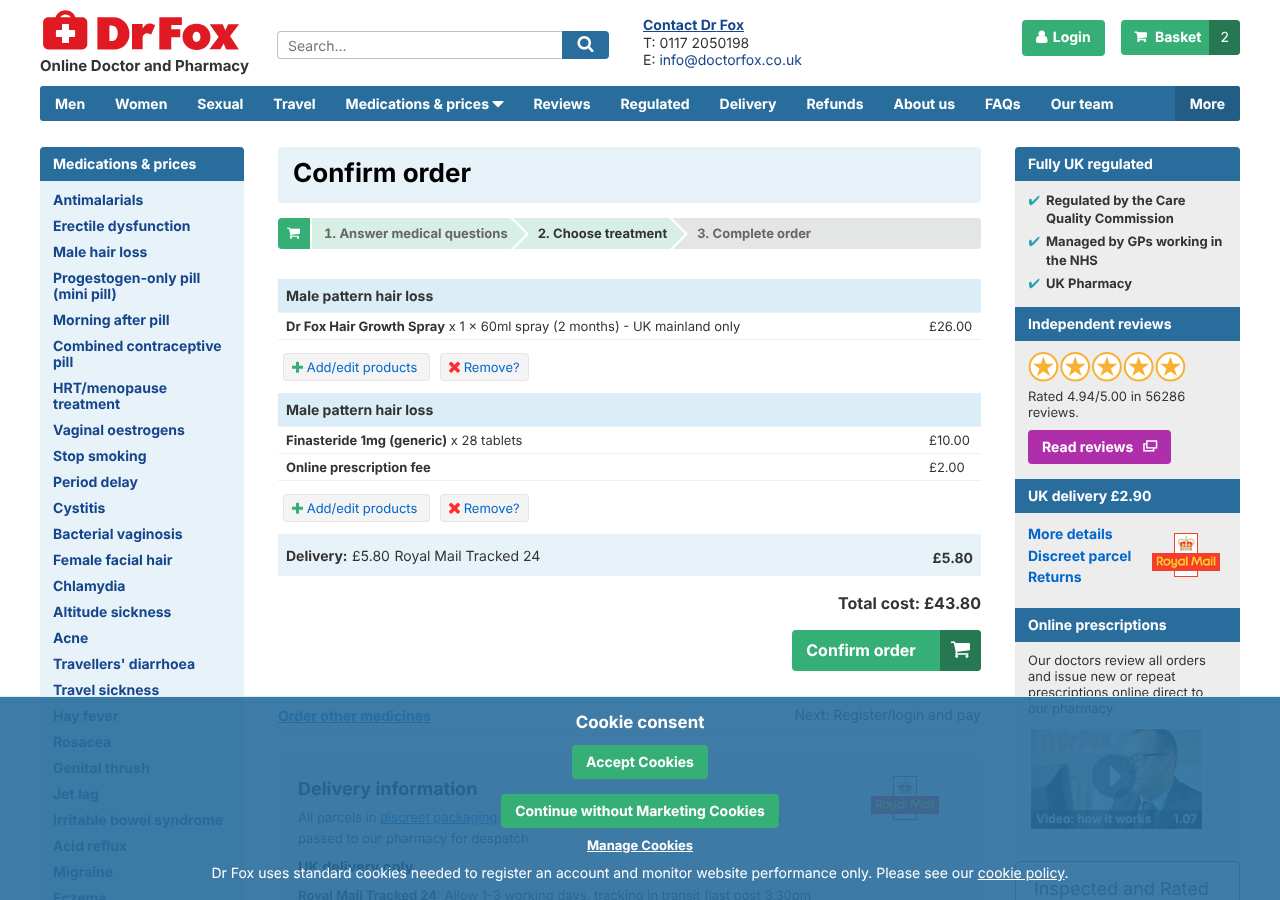 Dr Fox
Online Doctor and Pharmacy
Search...
Contact Dr Fox
T: 0117 2050198
E: info@doctorfox.co.uk
Login
Basket 2
Men Women Sexual Travel Medications & prices Reviews Regulated Delivery Refunds About us FAQs Our team More
Medications & prices
Antimalarials
Erectile dysfunction
Male hair loss
Progestogen-only pill
(mini pill)
Morning after pill
Combined contraceptive
pill
HRT/menopause
treatment
Vaginal oestrogens
Stop smoking
Period delay
Cystitis
Bacterial vaginosis
Female facial hair
Chlamydia
Altitude sickness
Acne
Travellers' diarrhoea
Travel sickness
Hay fever
Rosacea
Genital thrush
Jet lag
Irritable bowel syndrome
Acid reflux
Migraine
Eczema
Confirm order
1. Answer medical questions 2. Choose treatment 3. Complete order
Male pattern hair loss
Dr Fox Hair Growth Spray x 1 × 60ml spray (2 months) - UK mainland only £26.00
Add/edit products Remove?
Male pattern hair loss
Finasteride 1mg (generic) x 28 tablets £10.00
Online prescription fee £2.00
Add/edit products Remove?
Delivery: £5.80 Royal Mail Tracked 24 £5.80
Total cost: £43.80
Confirm order
Order other medicines Next: Register/login and pay
Delivery information
Royal Mail
All parcels in discreet packaging
passed to our pharmacy for despatch
UK delivery only
Royal Mail Tracked 24: Allow 1-3 working days, tracking in transit (last post 3:30pm
Fully UK regulated
✔ Regulated by the Care
Quality Commission
✔ Managed by GPs working in
the NHS
✔ UK Pharmacy
Independent reviews
Rated 4.94/5.00 in 56286
reviews.
Read reviews
UK delivery £2.90
More details
Discreet parcel
Returns
Royal Mail
Online prescriptions
Our doctors review all orders
and issue new or repeat
prescriptions online direct to
our pharmacy
Dr Fox
Video: how it works 1.07
Inspected and Rated
Cookie consent
Accept Cookies
Continue without Marketing Cookies
Manage Cookies
Dr Fox uses standard cookies needed to register an account and monitor website performance only. Please see our cookie policy.